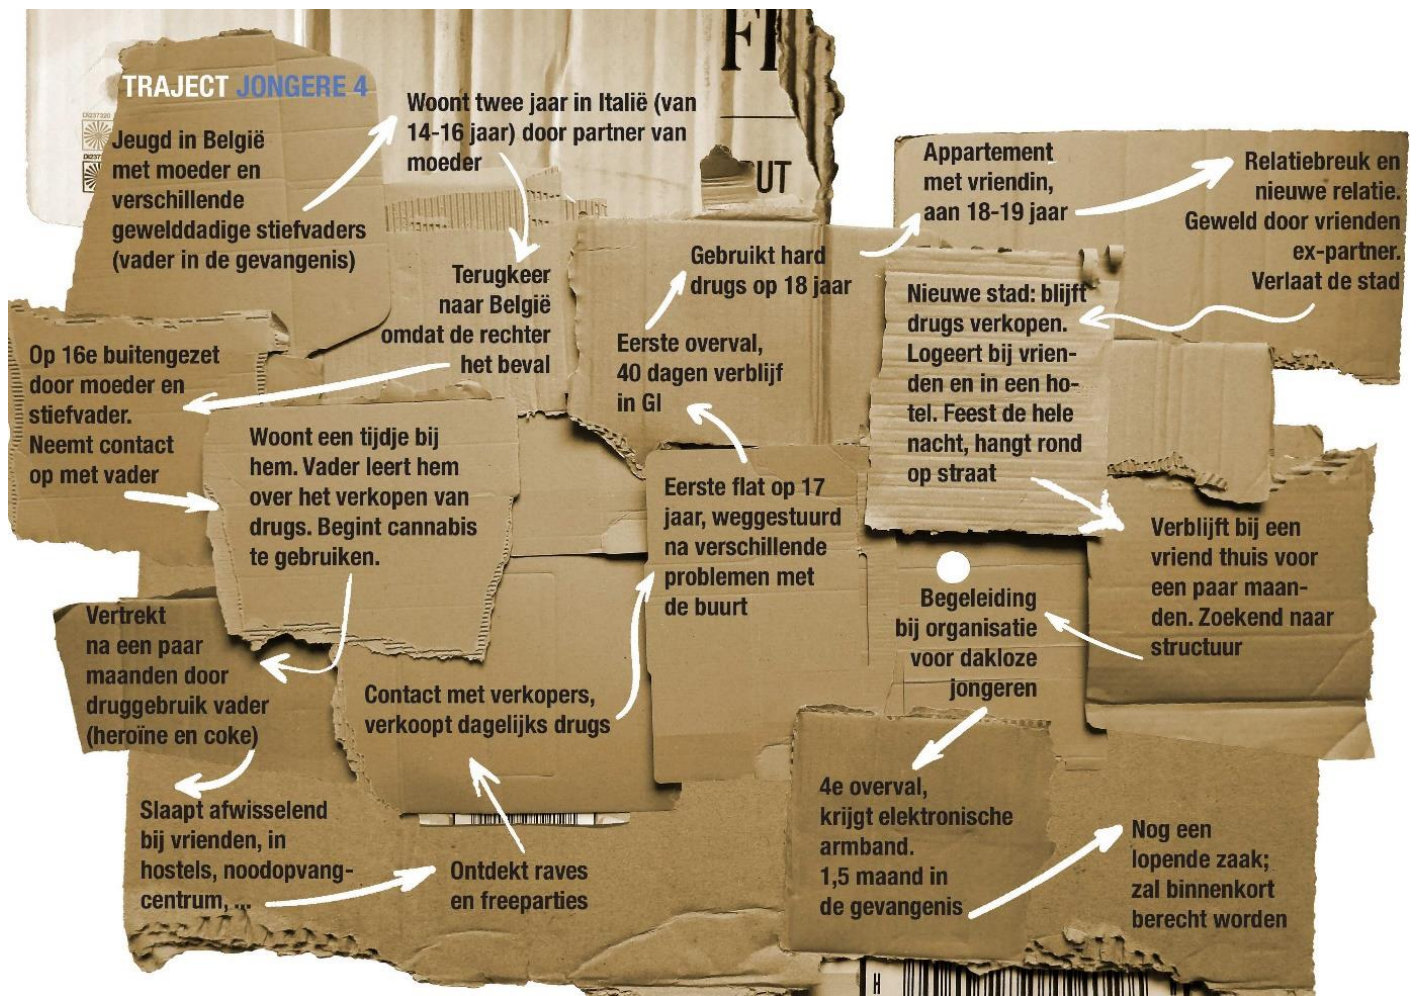 TRAJECT JONGERE 4
Jeugd in België
met moeder en
verschillende
gewelddadige stiefvaders
(vader in de gevangenis)
Woont twee jaar in Italië (van
14-16 jaar) door partner van
moeder
Terugkeer
naar België
omdat de rechter
het beval
Op 16e buitengezet
door moeder en
stiefvader.
Neemt contact
op met vader
Woont een tijdje bij
hem. Vader leert hem
over het verkopen van
drugs. Begint cannabis
te gebruiken.
Vertrekt
na een paar
maanden door
druggebruik vader
(heroïne en coke)
Slaapt afwisselend
bij vrienden, in
hostels, noodopvang-
centrum, ...
Ontdekt raves
en freeparties
Contact met verkopers,
verkoopt dagelijks drugs
Eerste flat op 17
jaar, weggestuurd
na verschillende
problemen met
de buurt
Eerste overval,
40 dagen verblijf
in GI
Gebruikt hard
drugs op 18 jaar
Appartement
met vriendin,
aan 18-19 jaar
Relatiebreuk en
nieuwe relatie.
Geweld door vrienden
ex-partner.
Verlaat de stad
Nieuwe stad: blijft
drugs verkopen.
Logeert bij vrien-
den en in een ho-
tel. Feest de hele
nacht, hangt rond
op straat
Verblijft bij een
vriend thuis voor
een paar maan-
den. Zoekend naar
structuur
Begeleiding
bij organisatie
voor dakloze
jongeren
4e overval,
krijgt elektronische
armband.
1,5 maand in
de gevangenis
Nog een
lopende zaak;
zal binnenkort
berecht worden
UT
H